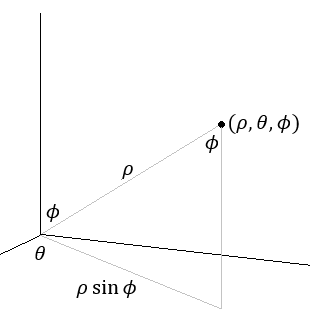 (ρ, θ, ϕ)
ϕ
ρ
ϕ
θ
ρ sin ϕ